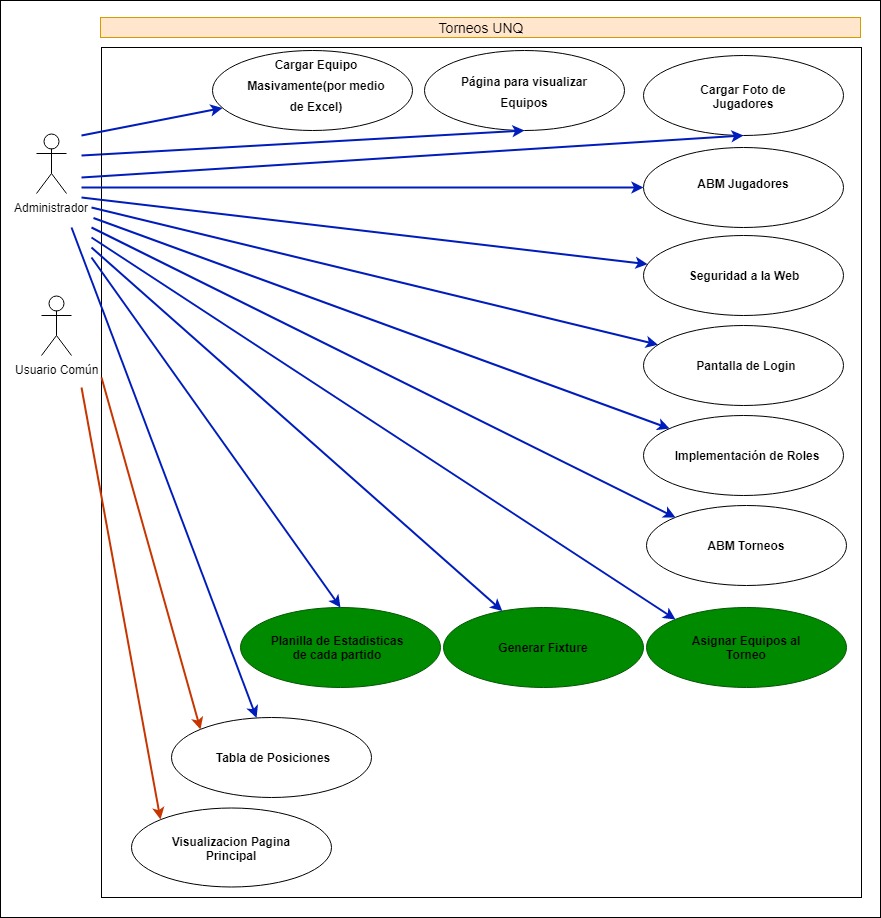 Torneos UNQ
Cargar Equipo
Masivamente(por medio
de Excel)
Página para visualizar
Equipos
Cargar Foto de
Jugadores
ABM Jugadores
Administrador
Seguridad a la Web
Usuario Común
Pantalla de Login
Implementación de Roles
ABM Torneos
Planilla de Estadisticas
de cada partido
Generar Fixture
Asignar Equipos al
Torneo
Tabla de Posiciones
Visualizacion Pagina
Principal